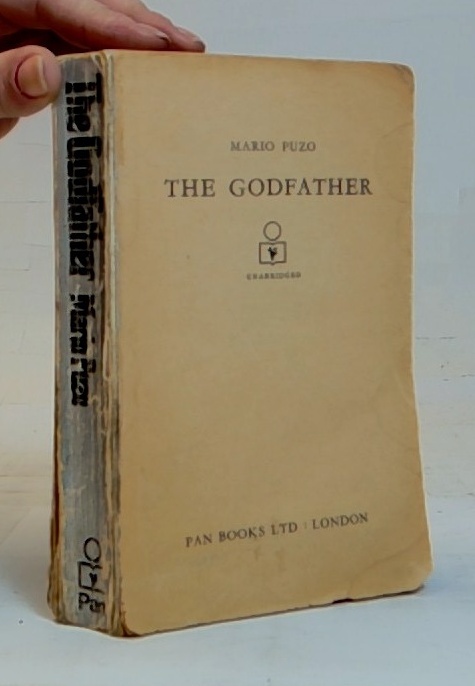 The Godfather Mario Puzo
MARIO PUZO
THE GODFATHER
UNABRIDGED
PAN BOOKS LTD : LONDON